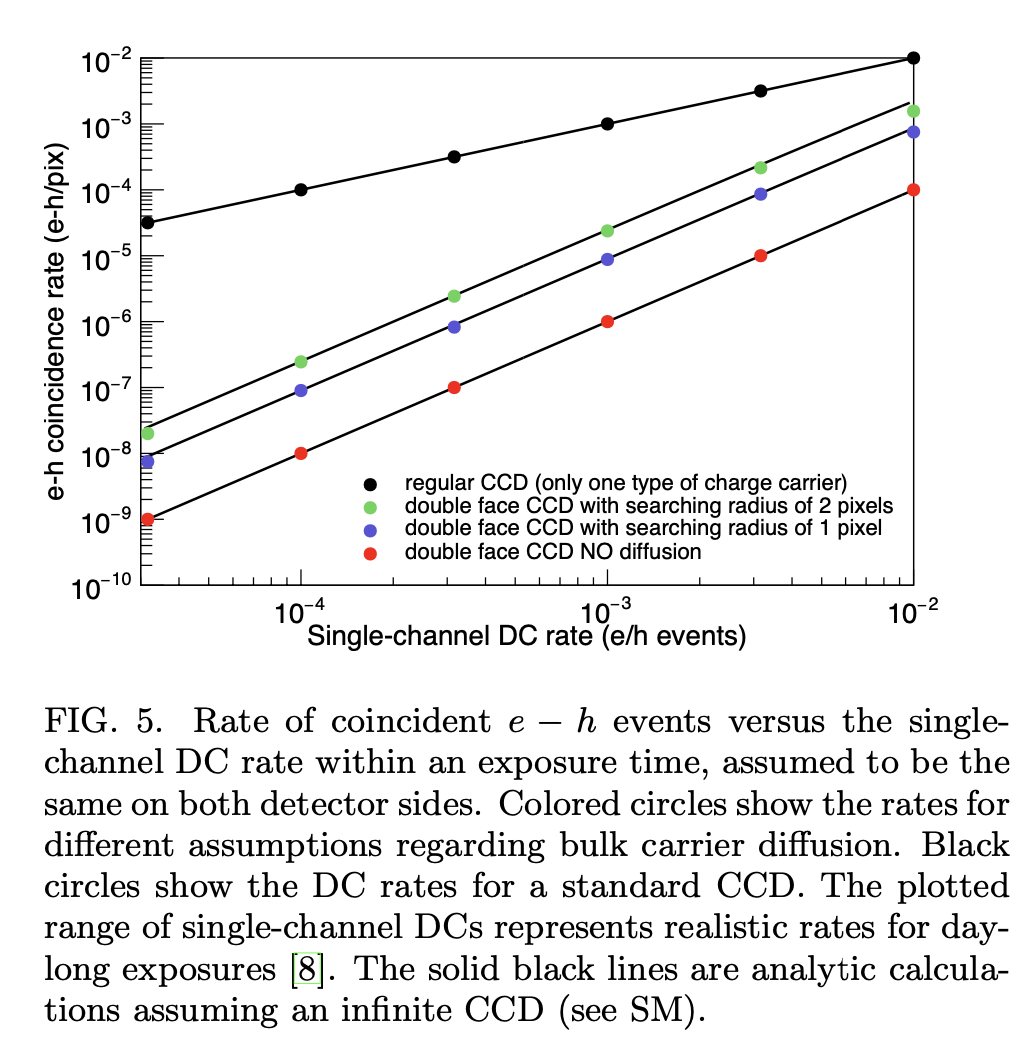 10−2
10−3
10−4
10−5
10−6
10−7
10−8
10−9
10−10
e-h coincidence rate (e-h/pix)
regular CCD (only one type of charge carrier)
double face CCD with searching radius of 2 pixels
double face CCD with searching radius of 1 pixel
double face CCD NO diffusion
10−4 10−3 10−2
Single-channel DC rate (e/h events)
FIG. 5. Rate of coincident e − h events versus the single-
channel DC rate within an exposure time, assumed to be the
same on both detector sides. Colored circles show the rates for
different assumptions regarding bulk carrier diffusion. Black
circles show the DC rates for a standard CCD. The plotted
range of single-channel DCs represents realistic rates for day-
long exposures [8]. The solid black lines are analytic calcula-
tions assuming an infinite CCD (see SM).